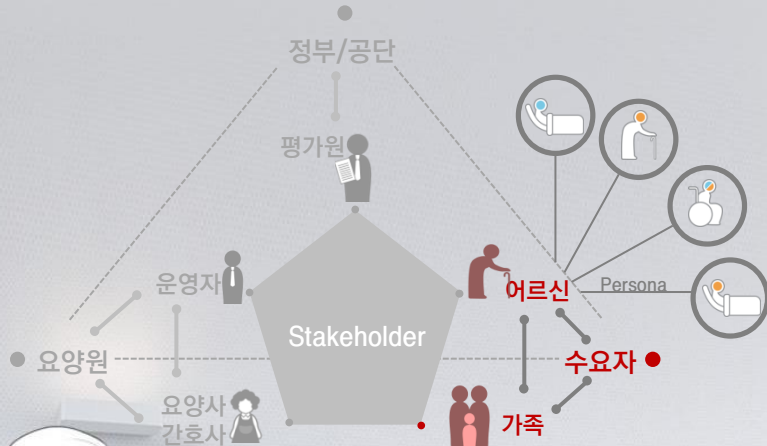 정부/공단
평가원
운영자
어르신
Persona
Stakeholder
요양원
수요자
요양사
간호사
가족